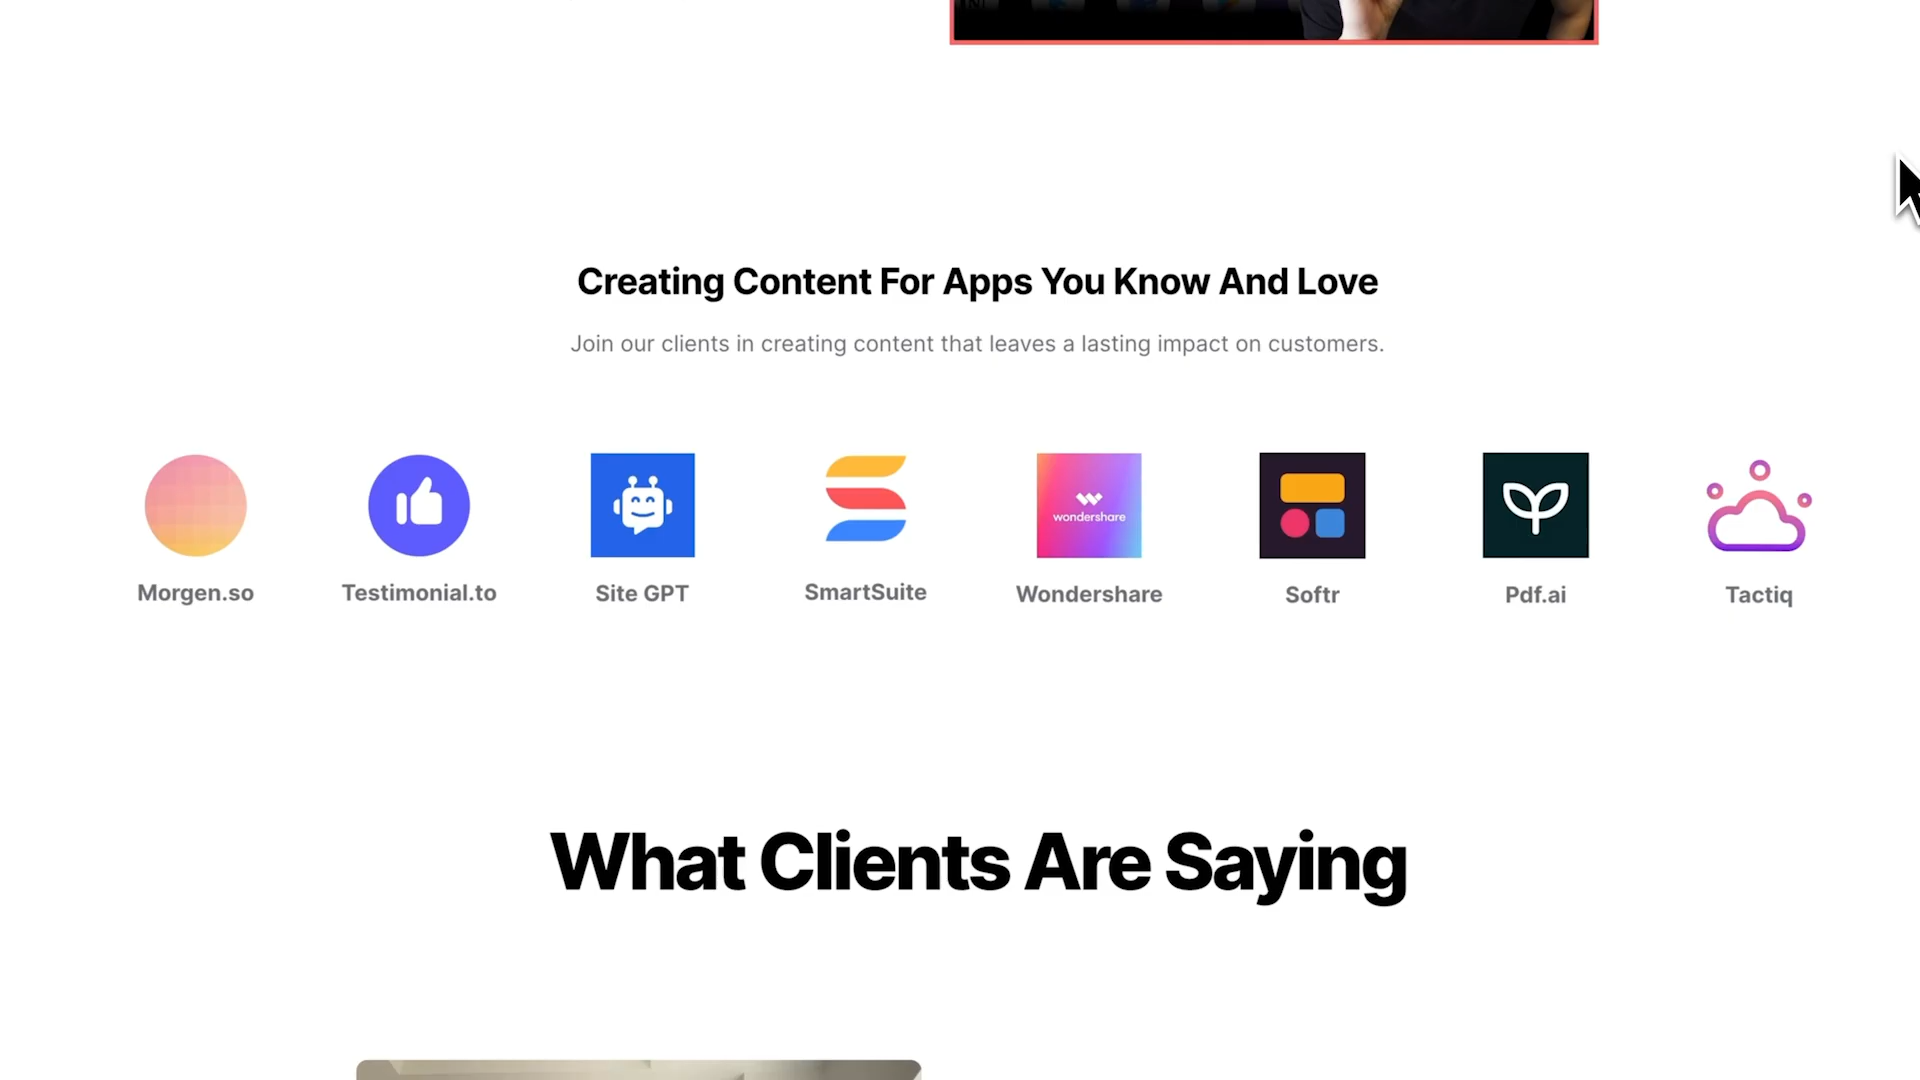 Creating Content For Apps You Know And Love
Join our clients in creating content that leaves a lasting impact on customers.
wondershare
Morgen.so
Testimonial.to
Site GPT
SmartSuite
Wondershare
Softr
Pdf.ai
Tactiq
What Clients Are Saying